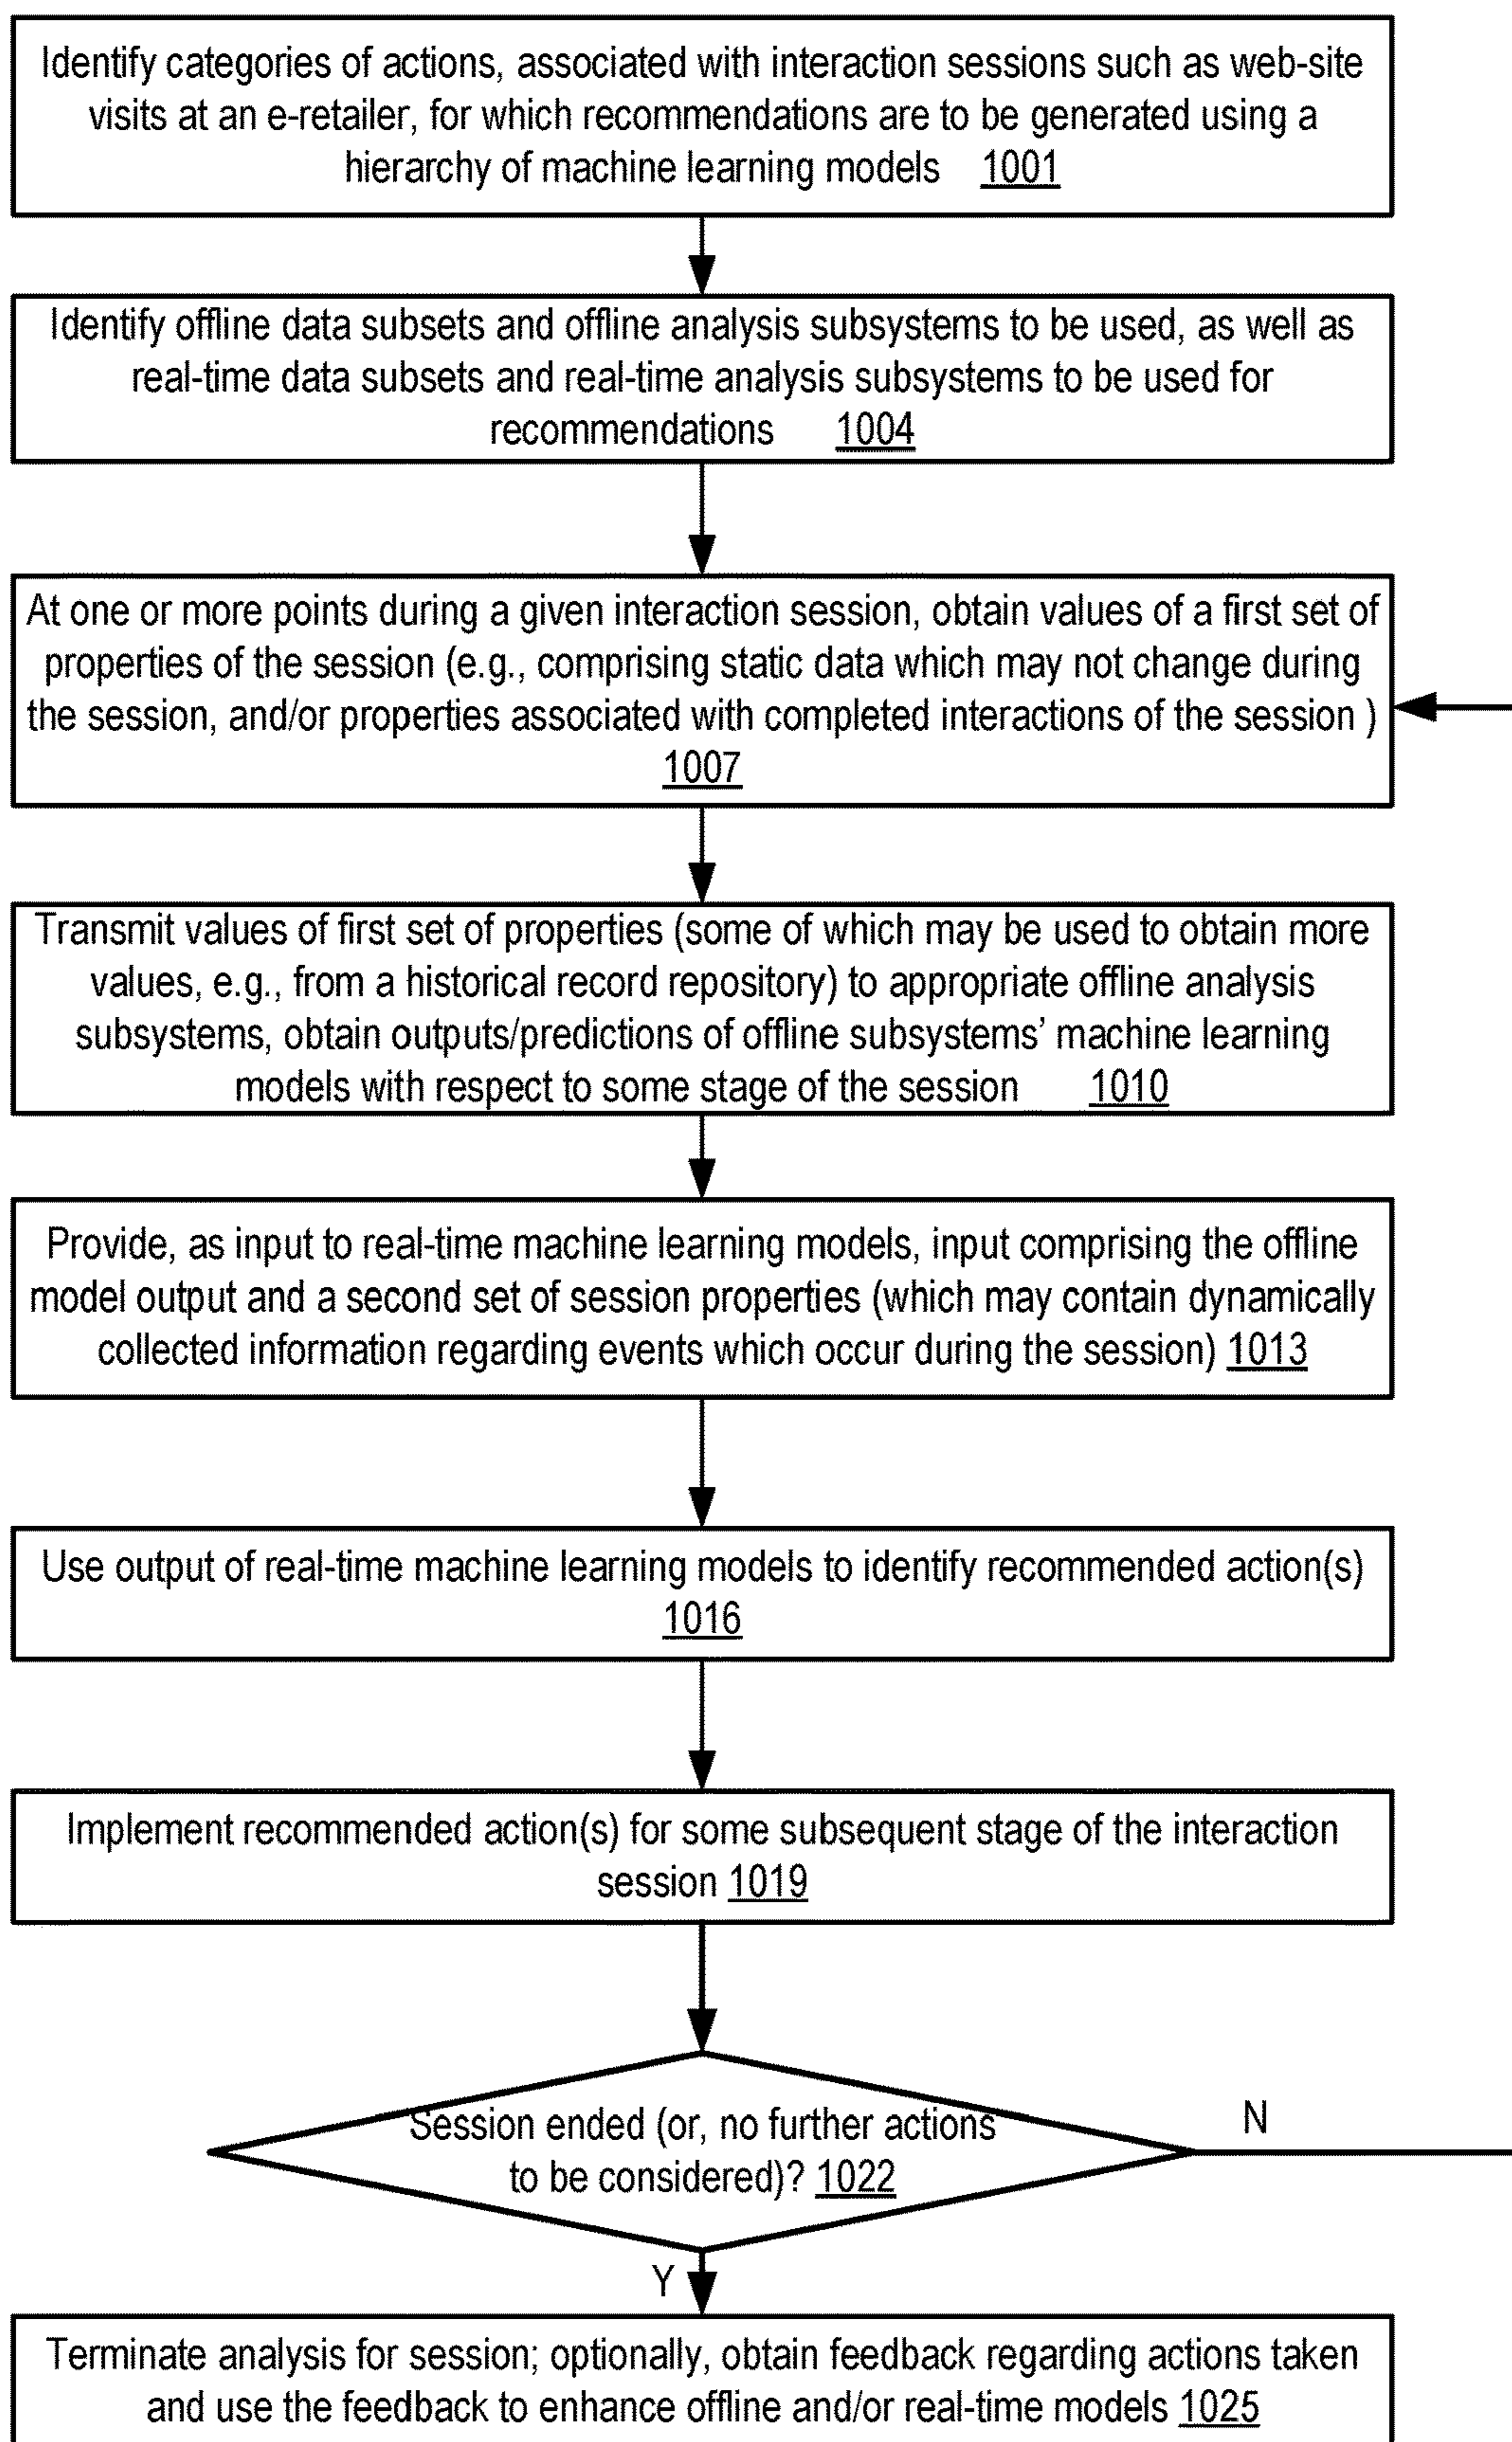 Identify categories of actions, associated with interaction sessions such as web-site
visits at an e-retailer, for which recommendations are to be generated using a
hierarchy of machine learning models 1001
Identify offline data subsets and offline analysis subsystems to be used, as well as
real-time data subsets and real-time analysis subsystems to be used for
recommendations 1004
At one or more points during a given interaction session, obtain values of a first set of
properties of the session (e.g., comprising static data which may not change during
the session, and/or properties associated with completed interactions of the session )
1007
Transmit values of first set of properties (some of which may be used to obtain more
values, e.g., from a historical record repository) to appropriate offline analysis
subsystems, obtain outputs/predictions of offline subsystems’ machine learning
models with respect to some stage of the session 1010
Provide, as input to real-time machine learning models, input comprising the offline
model output and a second set of session properties (which may contain dynamically
collected information regarding events which occur during the session) 1013
Use output of real-time machine learning models to identify recommended action(s)
1016
Implement recommended action(s) for some subsequent stage of the interaction
session 1019
Session ended (or, no further actions
to be considered)? 1022
N
Y
Terminate analysis for session; optionally, obtain feedback regarding actions taken
and use the feedback to enhance offline and/or real-time models 1025